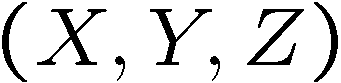 (X, Y, Z)